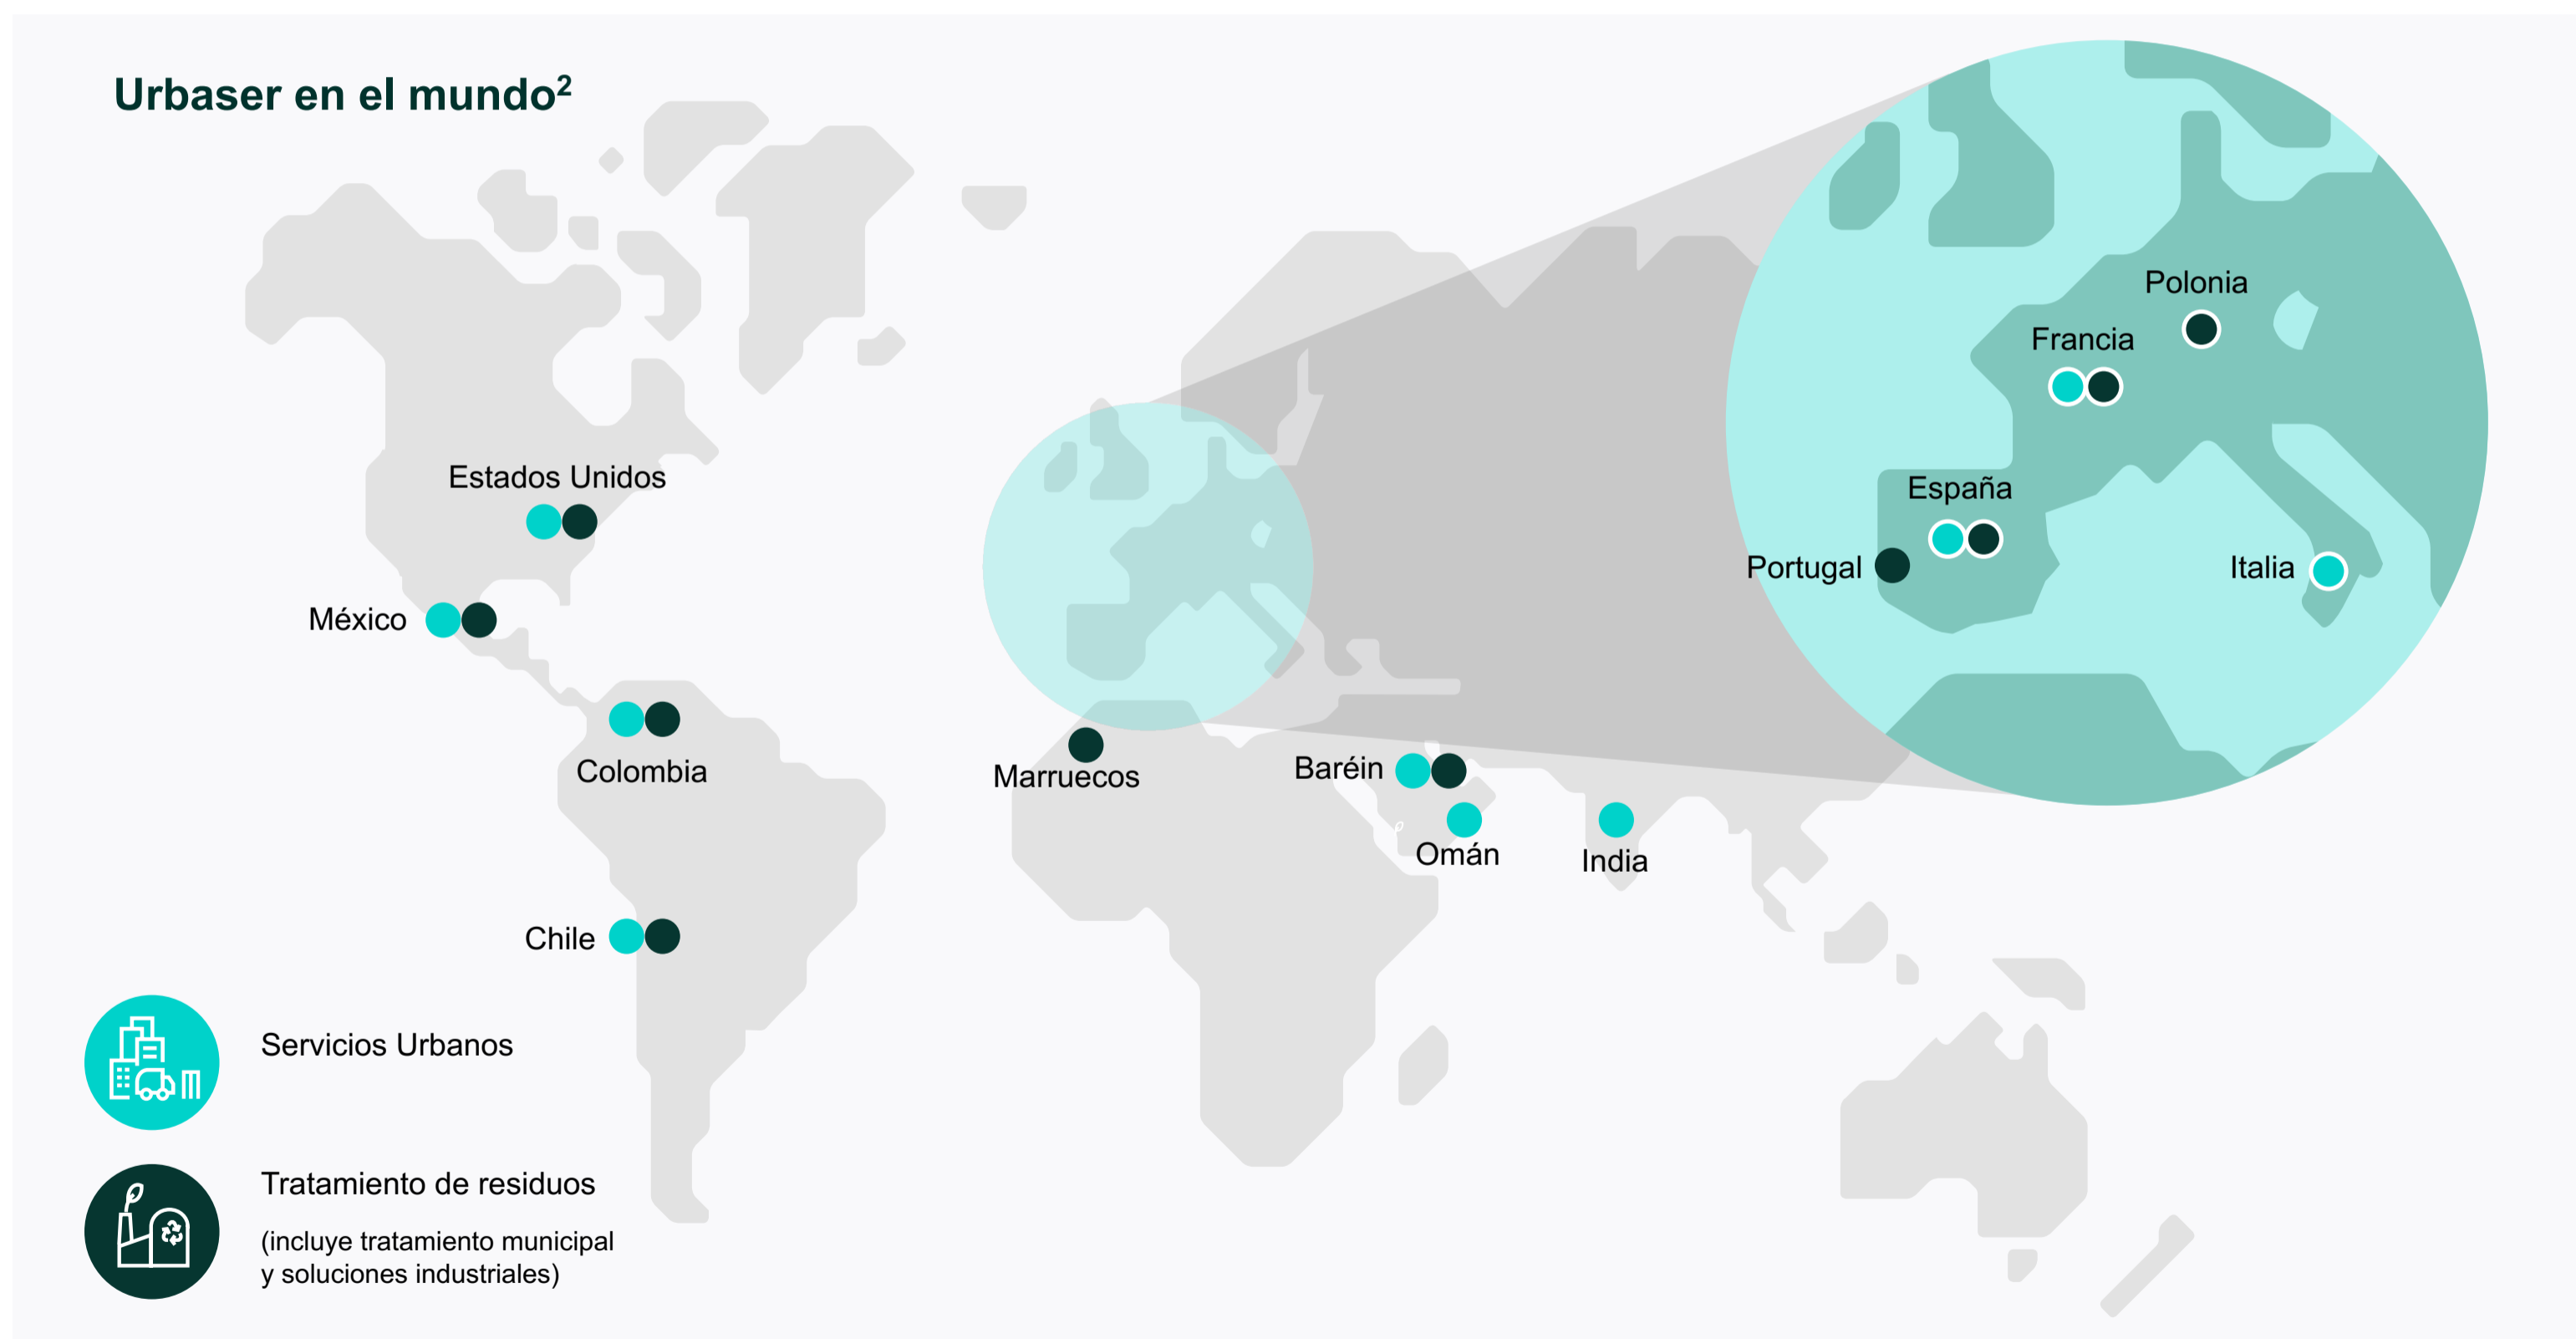 Urbaser en el mundo²
Polonia
Francia
España
Portugal
Italia
Estados Unidos
México
Colombia
Marruecos
Baréin
Omán
India
Chile
Servicios Urbanos
Tratamiento de residuos
(incluye tratamiento municipal
y soluciones industriales)